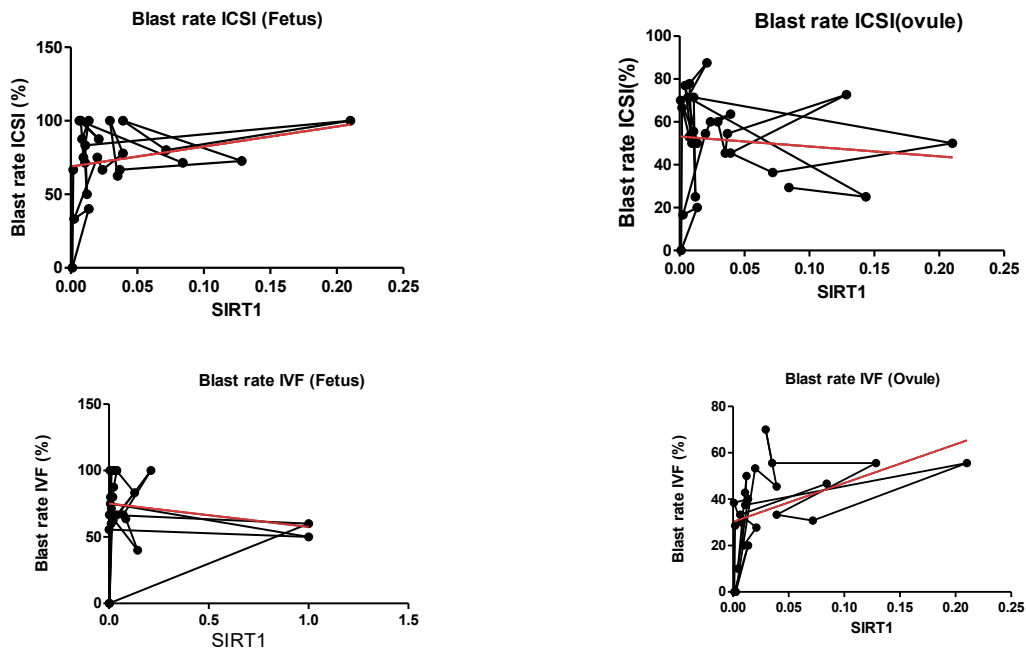 Blast rate ICSI (Fetus)
Blast rate ICSI (%)
150
100
50
0
0.00 0.05 0.10 0.15 0.20 0.25
SIRT1
Blast rate ICSI(ovule)
Blast rate ICSI(%)
100
80
60
40
20
0
0.00 0.05 0.10 0.15 0.20 0.25
SIRT1
Blast rate IVF (Fetus)
Blast rate IVF (%)
150
100
50
0
0.0 0.5 1.0 1.5
SIRT1
Blast rate IVF (Ovule)
Blast rate IVF (%)
80
60
40
20
0
0.00 0.05 0.10 0.15 0.20 0.25
SIRT1